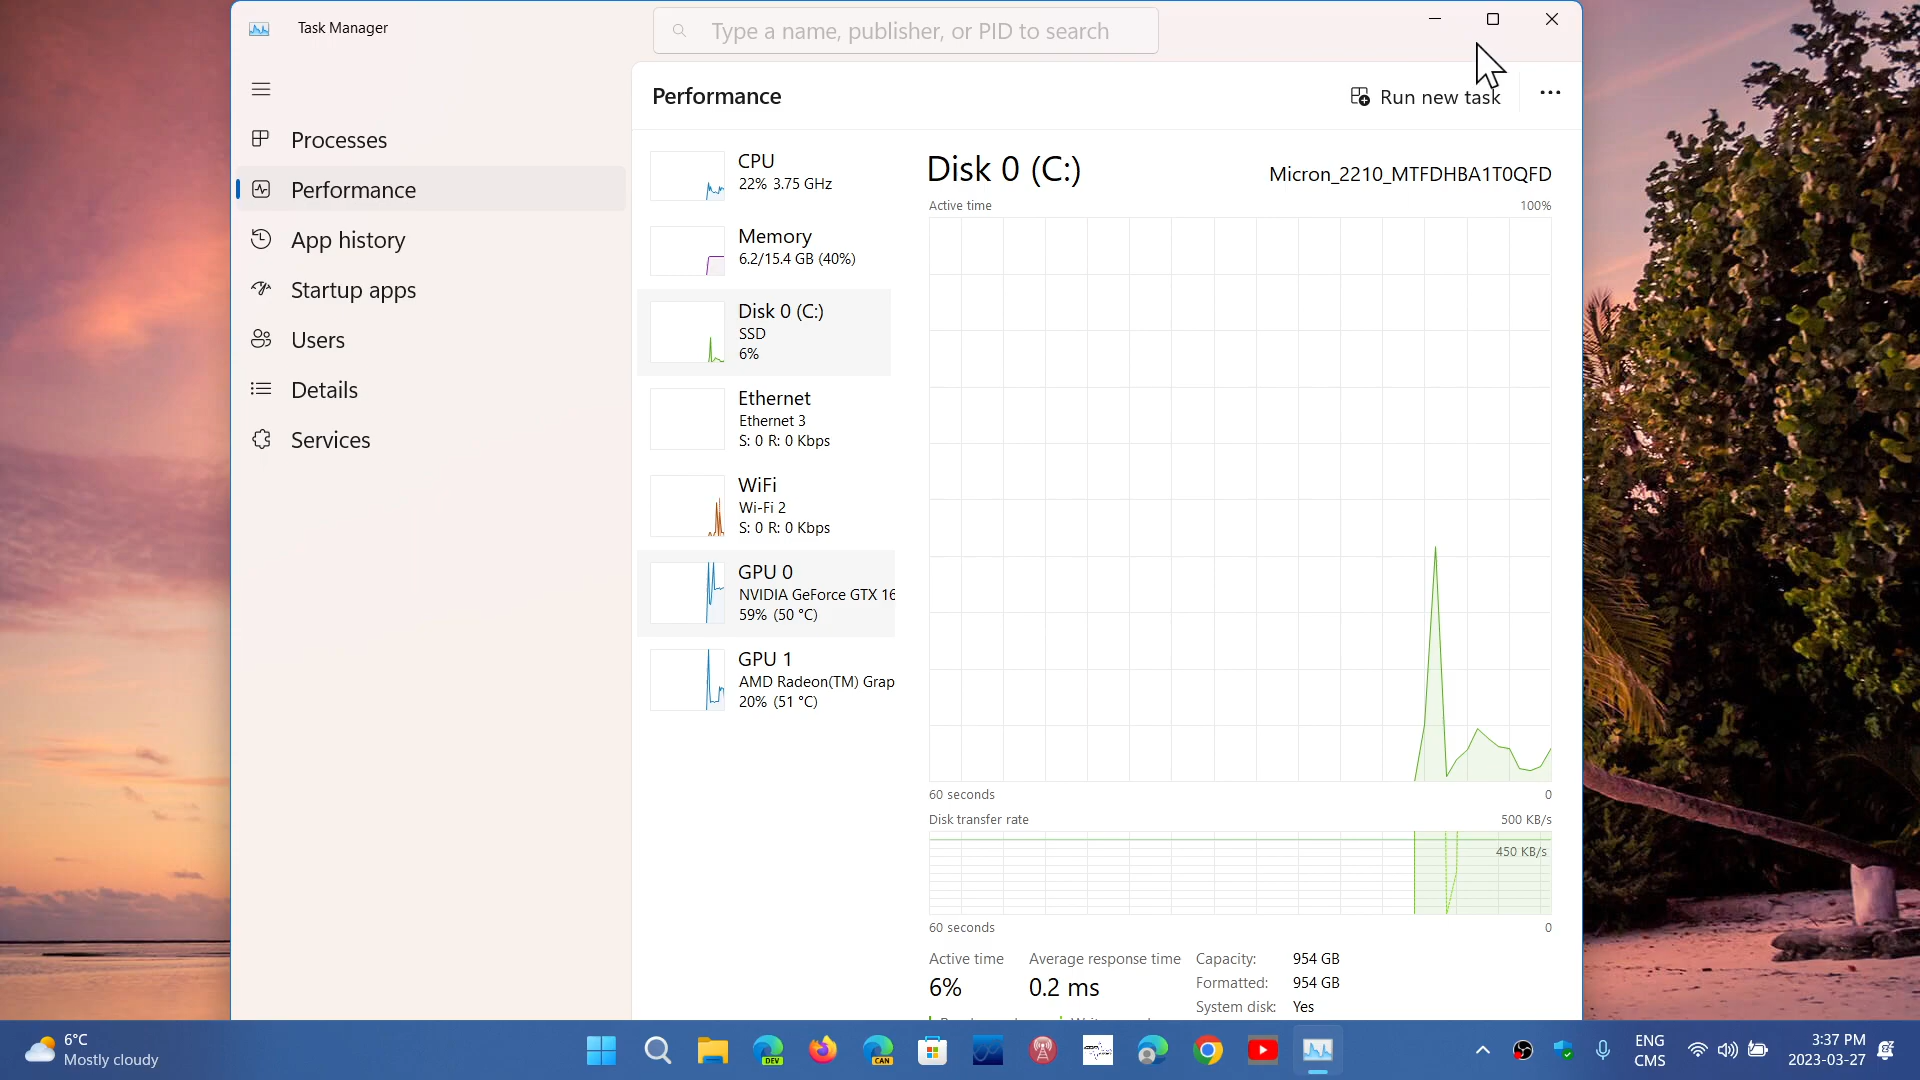 Task Manager
Type a name, publisher, or PID to search
Performance
Run new task
Processes
Performance
App history
Startup apps
Users
Details
Services
CPU
22% 3.75 GHz
Memory
6.2/15.4 GB (40%)
Disk 0 (C:)
SSD
6%
Ethernet
Ethernet 3
S: 0 R: 0 Kbps
WiFi
Wi-Fi 2
S: 0 R: 0 Kbps
GPU 0
NVIDIA GeForce GTX 16
59% (50 °C)
GPU 1
AMD Radeon(TM) Grap
20% (51 °C)
Disk 0 (C:) Micron_2210_MTFDHBA1T0QFD
Active time 100%
60 seconds 0
Disk transfer rate 500 KB/s
450 KB/s
60 seconds 0
Active time Average response time
6% 0.2 ms
Capacity: 954 GB
Formatted: 954 GB
System disk: Yes
6°C
Mostly cloudy
DEV
CAN
ENG
CMS
3:37 PM
2023-03-27